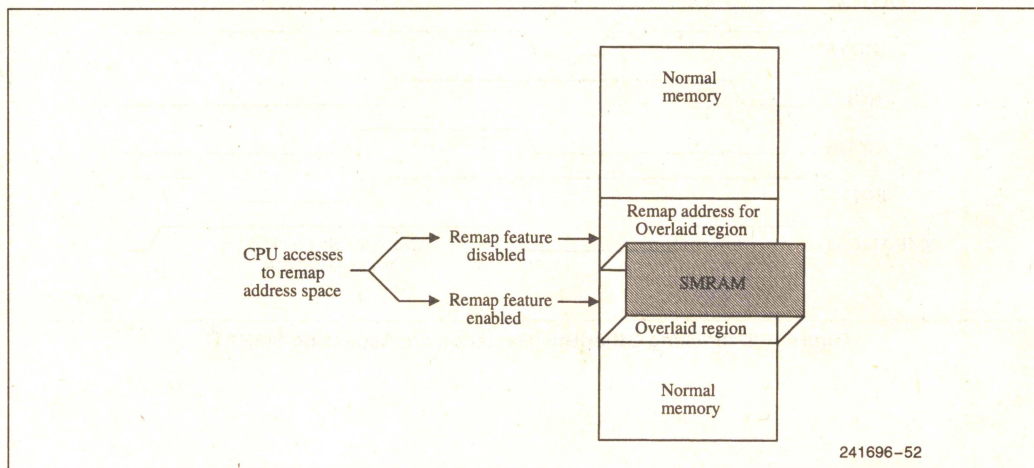 Normal
memory
Remap address for
Overlaid region
CPU accesses
to remap
address space
Remap feature
disabled
Remap feature
enabled
SMRAM
Overlaid region
Normal
memory
241696-52